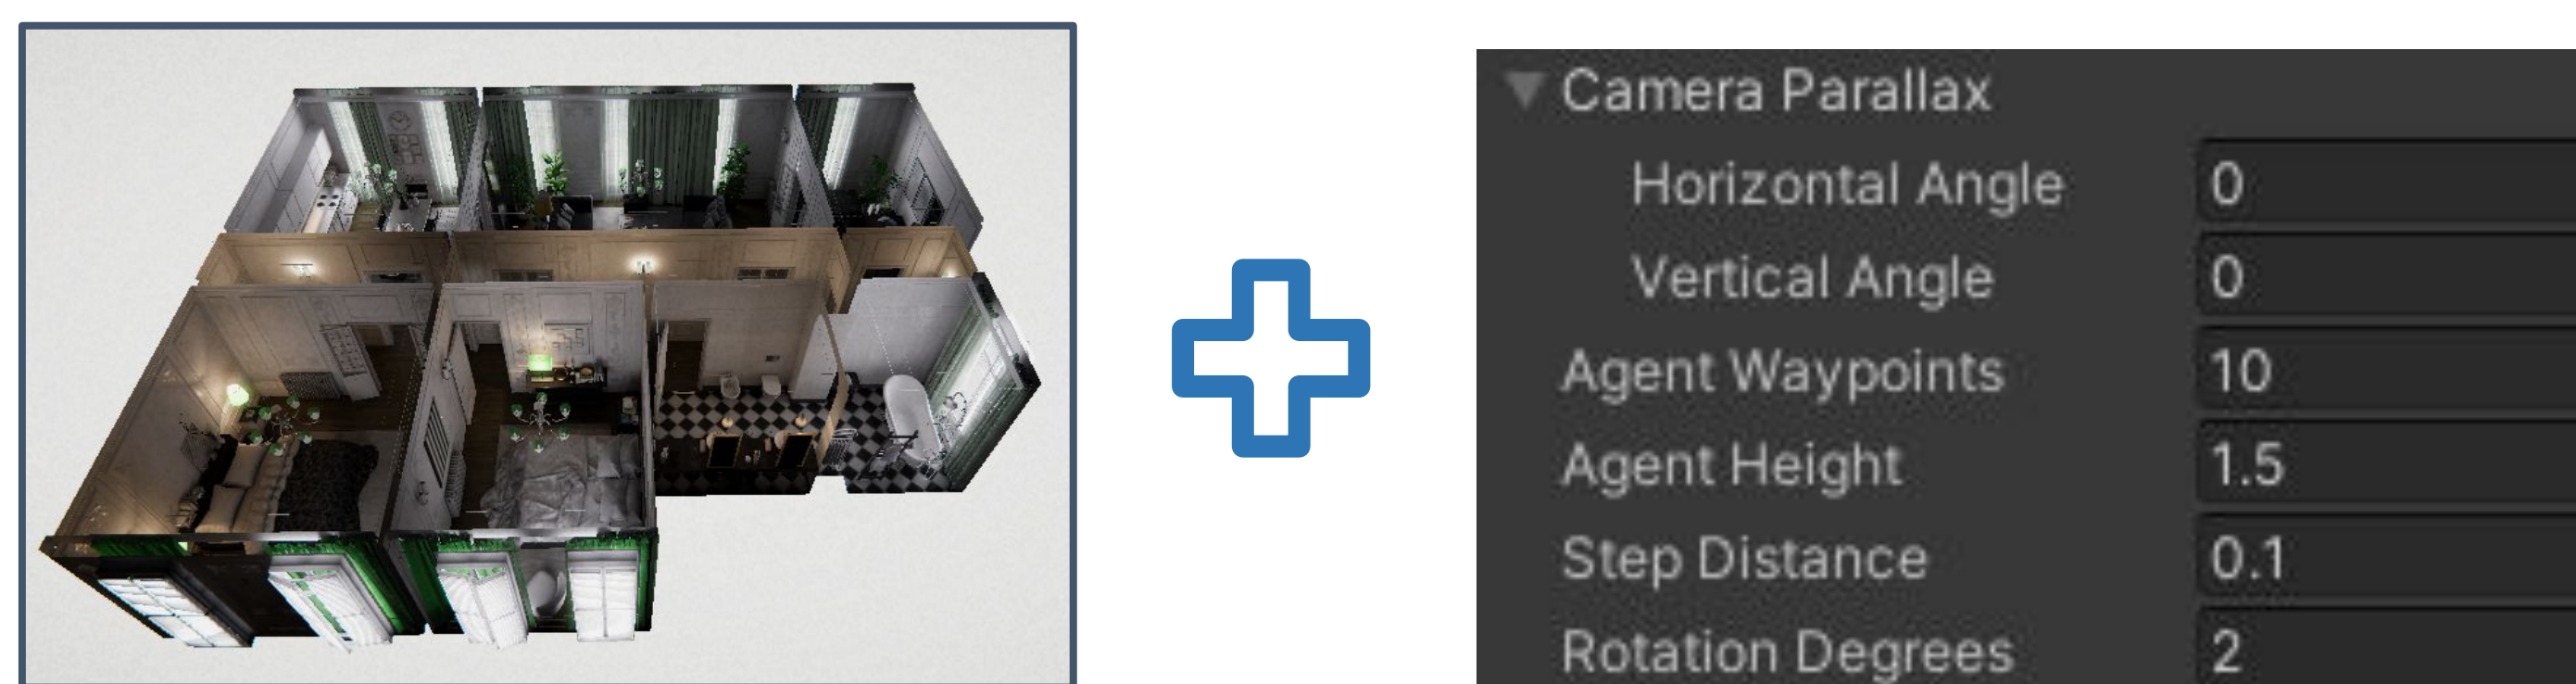 Camera Parallax
Horizontal Angle 0
Vertical Angle 0
Agent Waypoints 10
Agent Height 1.5
Step Distance 0.1
Rotation Degrees 2